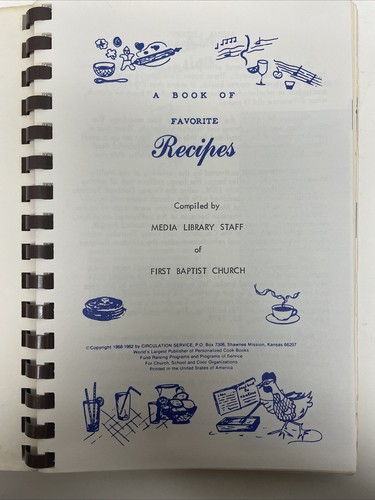 A BOOK OF
FAVORITE
Recipes
Compiled by
MEDIA LIBRARY STAFF
of
FIRST BAPTIST CHURCH
©Copyright 1968-1982 by CIRCULATION SERVICE, P.O. Box 7306, Shawnee Mission, Kansas 66207
World's Largest Publisher of Personalized Cook Books
Fund Raising Programs and Programs of Service
For Church, School and Civic Organizations
Printed in the United States of America